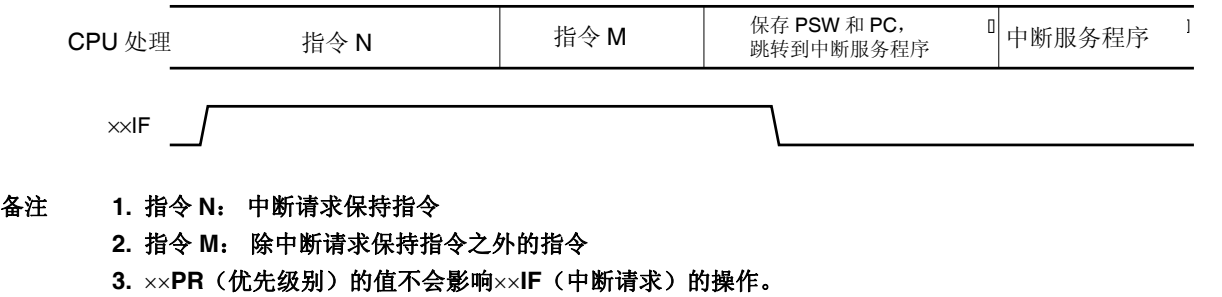 CPU 处理 指令 N 指令 M 保存 PSW 和 PC， 中断服务程序
跳转到中断服务程序
××IF
备注 1. 指令 N： 中断请求保持指令
2. 指令 M： 除中断请求保持指令之外的指令
3. ××PR（优先级别）的值不会影响××IF（中断请求）的操作。